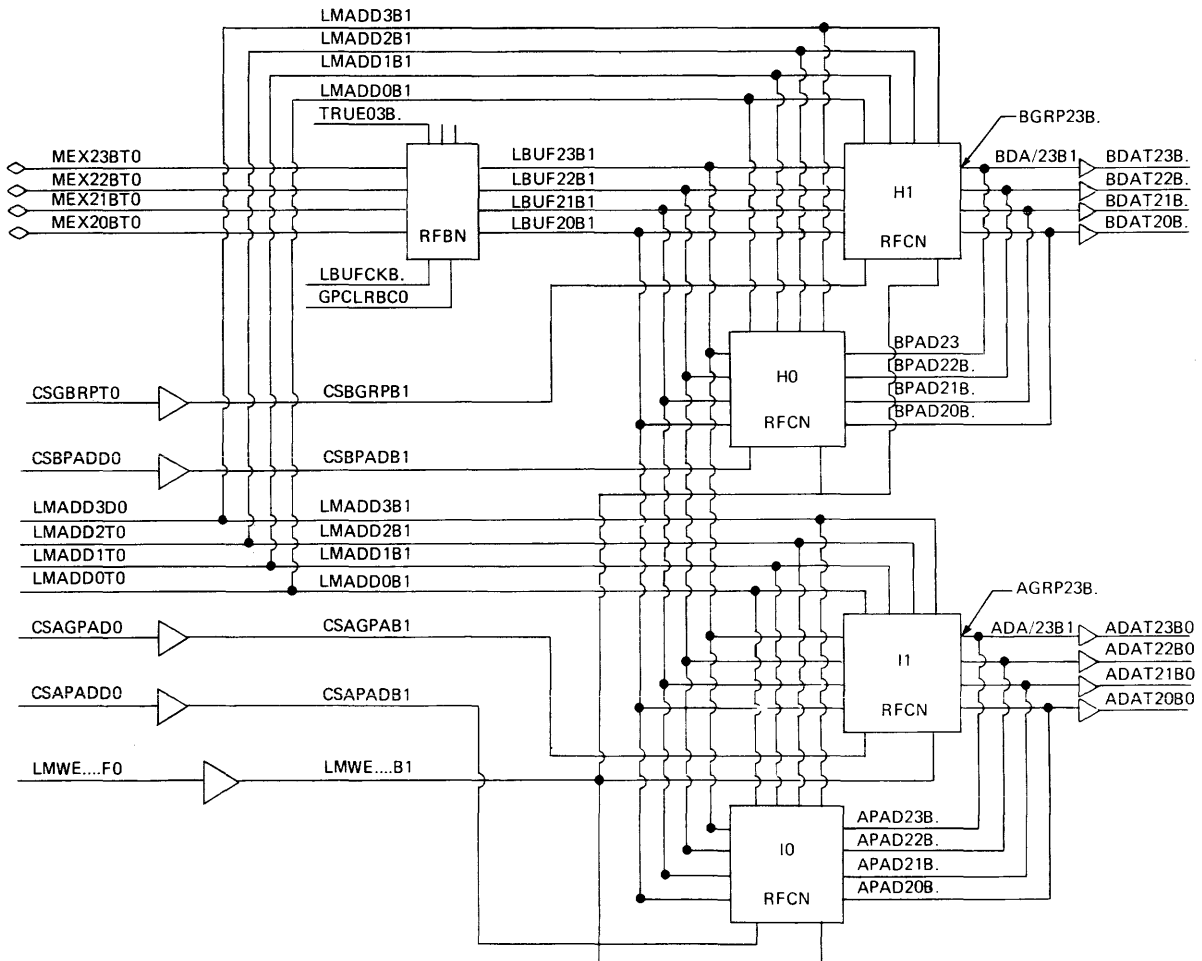 LMADD3B1
LMADD2B1
LMADD1B1
LMADD0B1
TRUE03B.
BGRP23B.
MEX23BT0
LBUF23B1
BDA/23B1
BDAT23B.
MEX22BT0
LBUF22B1
BDAT22B.
MEX21BT0
LBUF21B1
H1
BDAT21B.
MEX20BT0
RFBN
LBUF20B1
RFCN
BDAT20B.
LBUFCKB.
GPCLRBC0
BPAD23
CSGBRPT0
CSBGRPB1
H0
BPAD22B.
BPAD21B.
RFCN
BPAD20B.
CSBPADD0
CSBPADB1
LMADD3D0
LMADD3B1
LMADD2T0
LMADD2B1
LMADD1T0
LMADD1B1
LMADD0T0
LMADD0B1
AGRP23B.
CSAGPAD0
CSAGPAB1
ADA/23B1
ADAT23B0
I1
ADAT22B0
ADAT21B0
CSAPADD0
CSAPADB1
RFCN
ADAT20B0
LMWE....F0
LMWE....B1
APAD23B.
I0
APAD22B.
APAD21B.
RFCN
APAD20B.